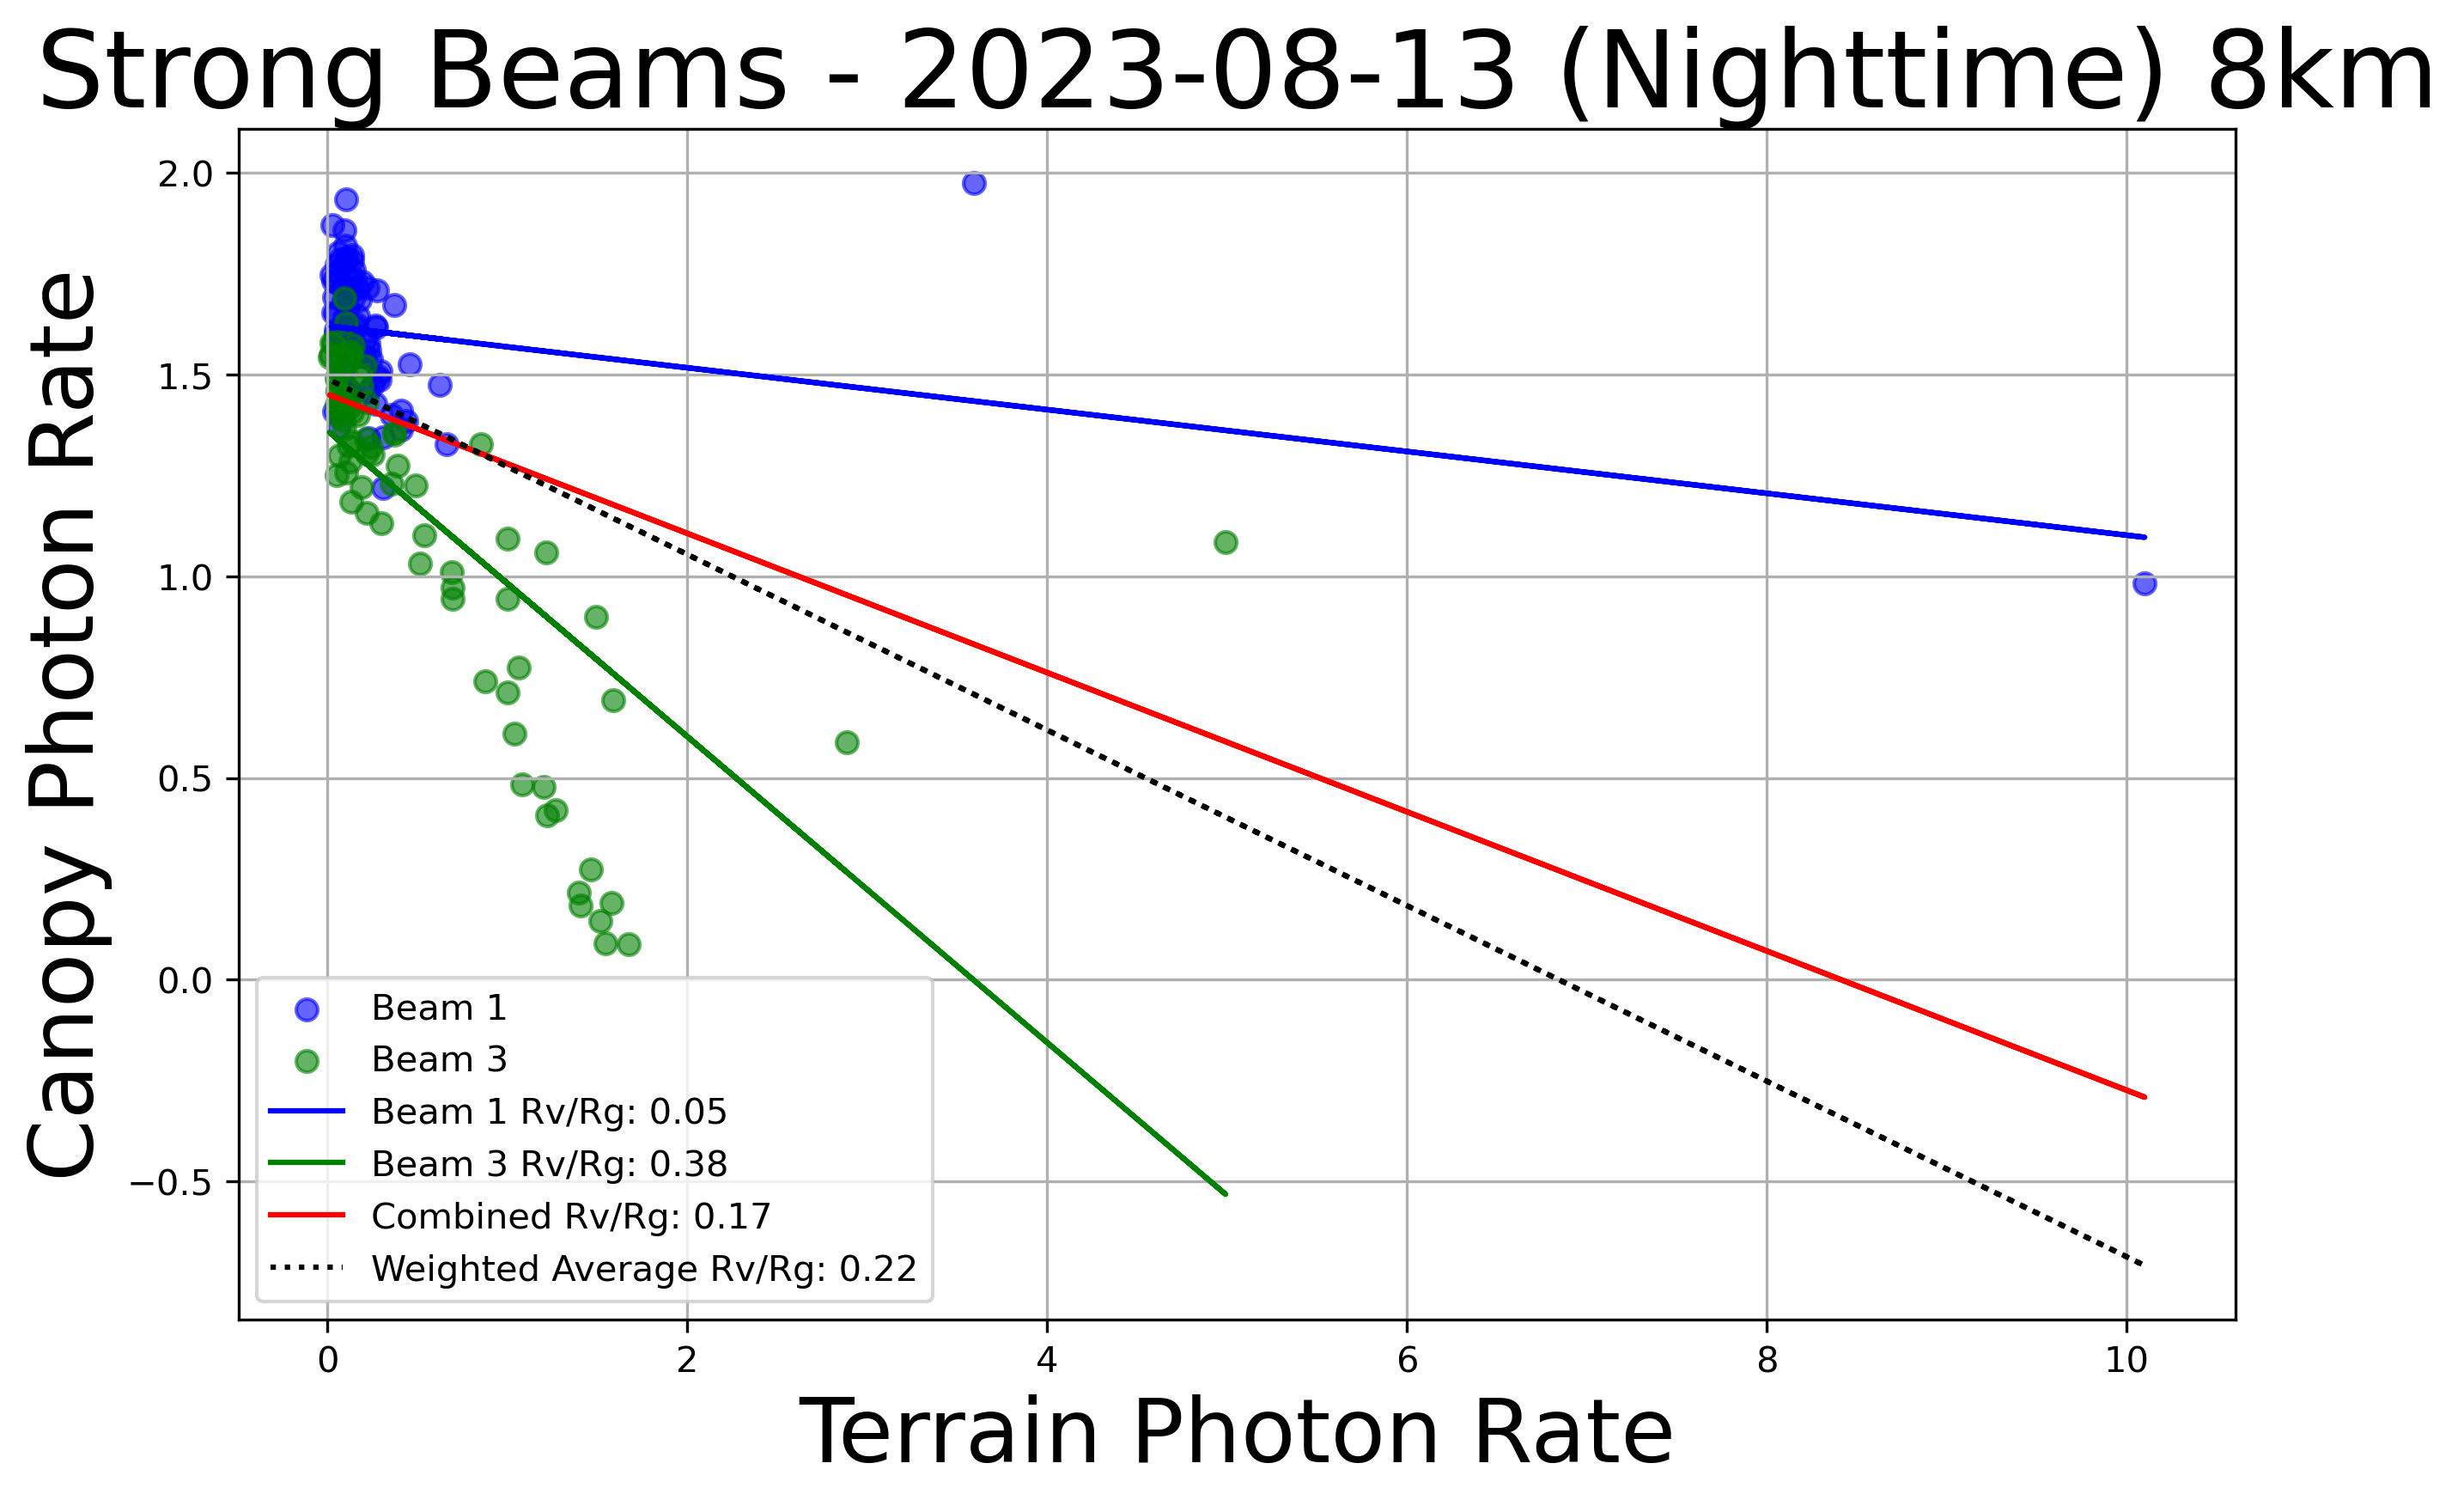 Strong Beams - 2023-08-13 (Nighttime) 8km
Canopy Photon Rate
2.0
1.5
1.0
0.5
0.0
−0.5
Beam 1
Beam 3
Beam 1 Rv/Rg: 0.05
Beam 3 Rv/Rg: 0.38
Combined Rv/Rg: 0.17
Weighted Average Rv/Rg: 0.22
0 2 4 6 8 10
Terrain Photon Rate